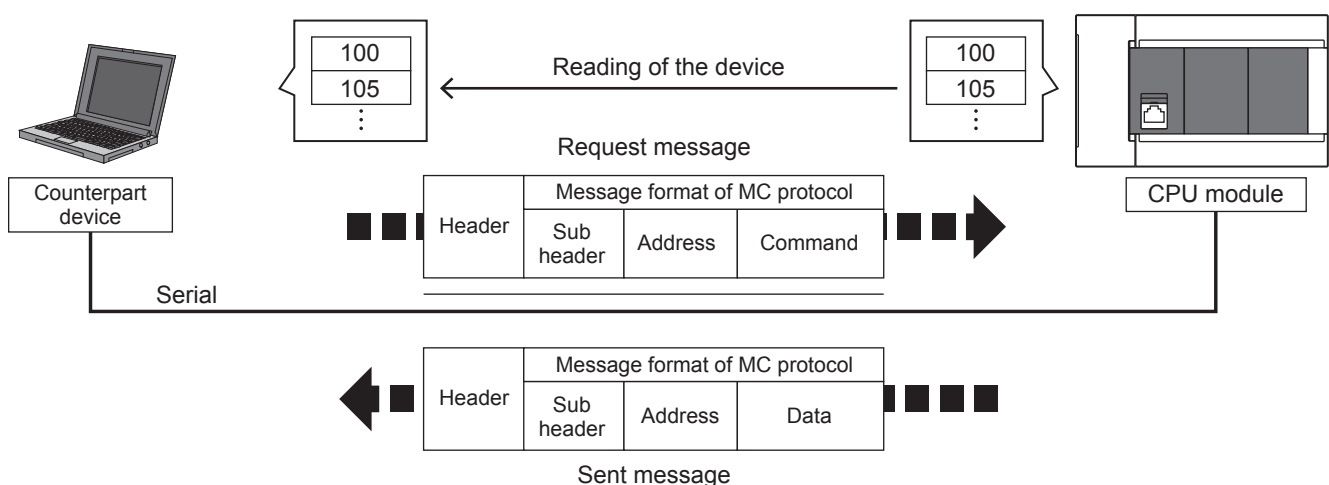 100
105
⋮
Reading of the device
100
105
⋮
Counterpart
device
CPU module
Request message
Header
Message format of MC protocol
Sub
header
Address
Command
Serial
Header
Message format of MC protocol
Sub
header
Address
Data
Sent message